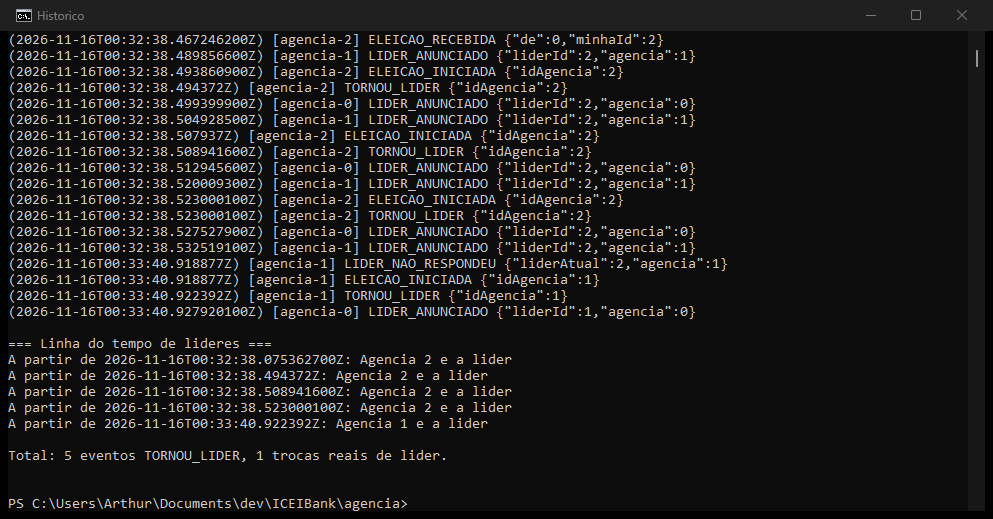 Historico
(2026-11-16T00:32:38.467246200Z) [agencia-2] ELEICAO_RECEBIDA {"de":0,"minhaId":2}
(2026-11-16T00:32:38.489856600Z) [agencia-1] LIDER_ANUNCIADO {"liderId":2,"agencia":1}
(2026-11-16T00:32:38.493860900Z) [agencia-2] ELEICAO_INICIADA {"idAgencia":2}
(2026-11-16T00:32:38.494372Z) [agencia-2] TORNOU_LIDER {"idAgencia":2}
(2026-11-16T00:32:38.499399900Z) [agencia-0] LIDER_ANUNCIADO {"liderId":2,"agencia":0}
(2026-11-16T00:32:38.504928500Z) [agencia-1] LIDER_ANUNCIADO {"liderId":2,"agencia":1}
(2026-11-16T00:32:38.507937Z) [agencia-2] ELEICAO_INICIADA {"idAgencia":2}
(2026-11-16T00:32:38.508941600Z) [agencia-2] TORNOU_LIDER {"idAgencia":2}
(2026-11-16T00:32:38.512945600Z) [agencia-0] LIDER_ANUNCIADO {"liderId":2,"agencia":0}
(2026-11-16T00:32:38.520009300Z) [agencia-1] LIDER_ANUNCIADO {"liderId":2,"agencia":1}
(2026-11-16T00:32:38.523000100Z) [agencia-2] ELEICAO_INICIADA {"idAgencia":2}
(2026-11-16T00:32:38.523000100Z) [agencia-2] TORNOU_LIDER {"idAgencia":2}
(2026-11-16T00:32:38.527527900Z) [agencia-0] LIDER_ANUNCIADO {"liderId":2,"agencia":0}
(2026-11-16T00:32:38.532519100Z) [agencia-1] LIDER_ANUNCIADO {"liderId":2,"agencia":1}
(2026-11-16T00:33:40.918877Z) [agencia-1] LIDER_NAO_RESPONDEU {"liderAtual":2,"agencia":1}
(2026-11-16T00:33:40.918877Z) [agencia-1] ELEICAO_INICIADA {"idAgencia":1}
(2026-11-16T00:33:40.922392Z) [agencia-1] TORNOU_LIDER {"idAgencia":1}
(2026-11-16T00:33:40.927920100Z) [agencia-0] LIDER_ANUNCIADO {"liderId":1,"agencia":0}
=== Linha do tempo de lideres ===
A partir de 2026-11-16T00:32:38.075362700Z: Agencia 2 e a lider
A partir de 2026-11-16T00:32:38.494372Z: Agencia 2 e a lider
A partir de 2026-11-16T00:32:38.508941600Z: Agencia 2 e a lider
A partir de 2026-11-16T00:32:38.523000100Z: Agencia 2 e a lider
A partir de 2026-11-16T00:33:40.922392Z: Agencia 1 e a lider
Total: 5 eventos TORNOU_LIDER, 1 trocas reais de lider.
PS C:\Users\Arthur\Documents\dev\ICEIBank\agencia>